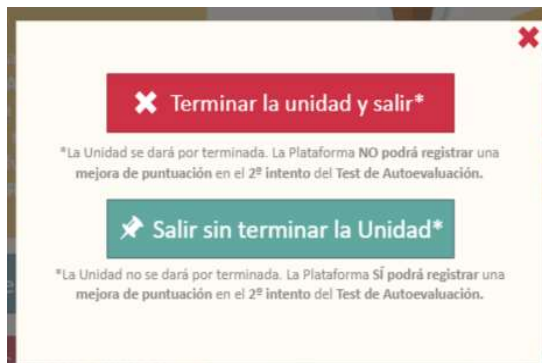 Terminar la unidad y salir*
*La Unidad se dará por terminada. La Plataforma NO podrá registrar una
mejora de puntuación en el 2º intento del Test de Autoevaluación.
Salir sin terminar la Unidad*
*La Unidad no se dará por terminada. La Plataforma SÍ podrá registrar una
mejora de puntuación en el 2º intento del Test de Autoevaluación.